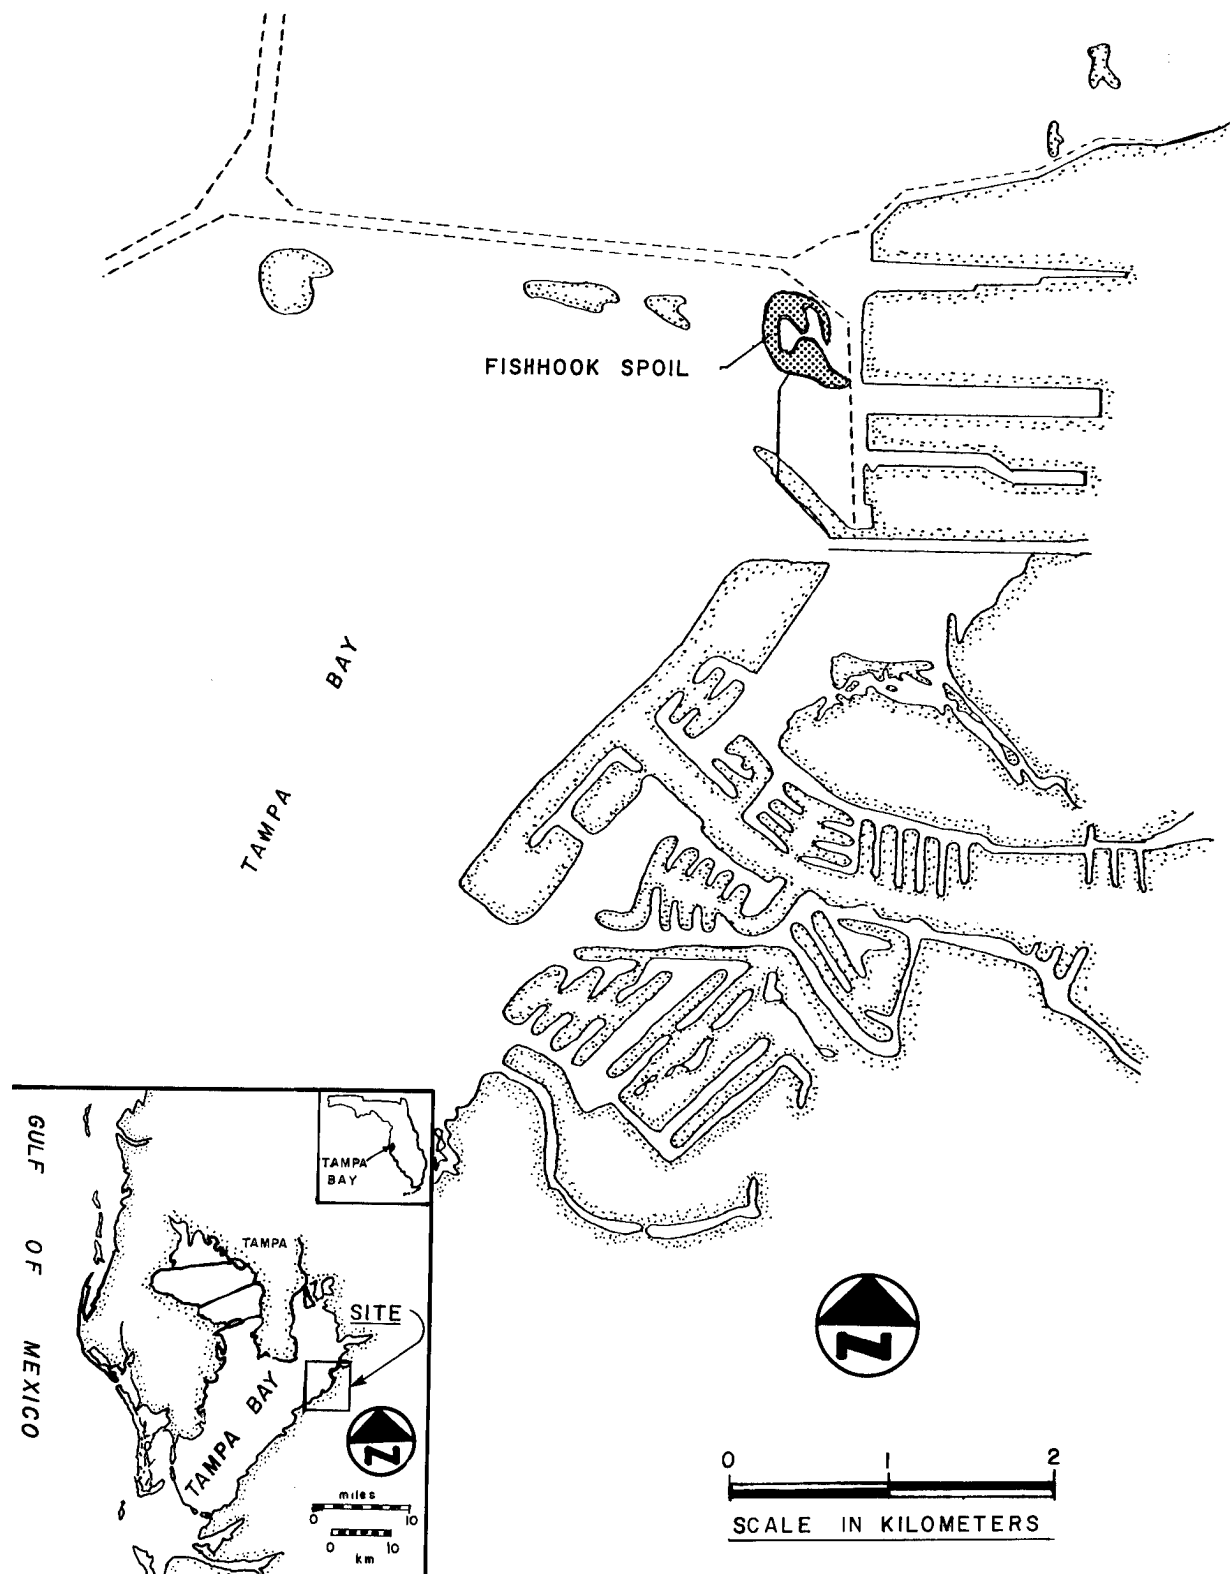 FISHHOOK SPOIL
TAMPA BAY
GULF OF MEXICO
TAMPA
BAY
TAMPA
SITE
TAMPA BAY
N
miles
0 10
0 10
km
N
0 1 2
SCALE IN KILOMETERS